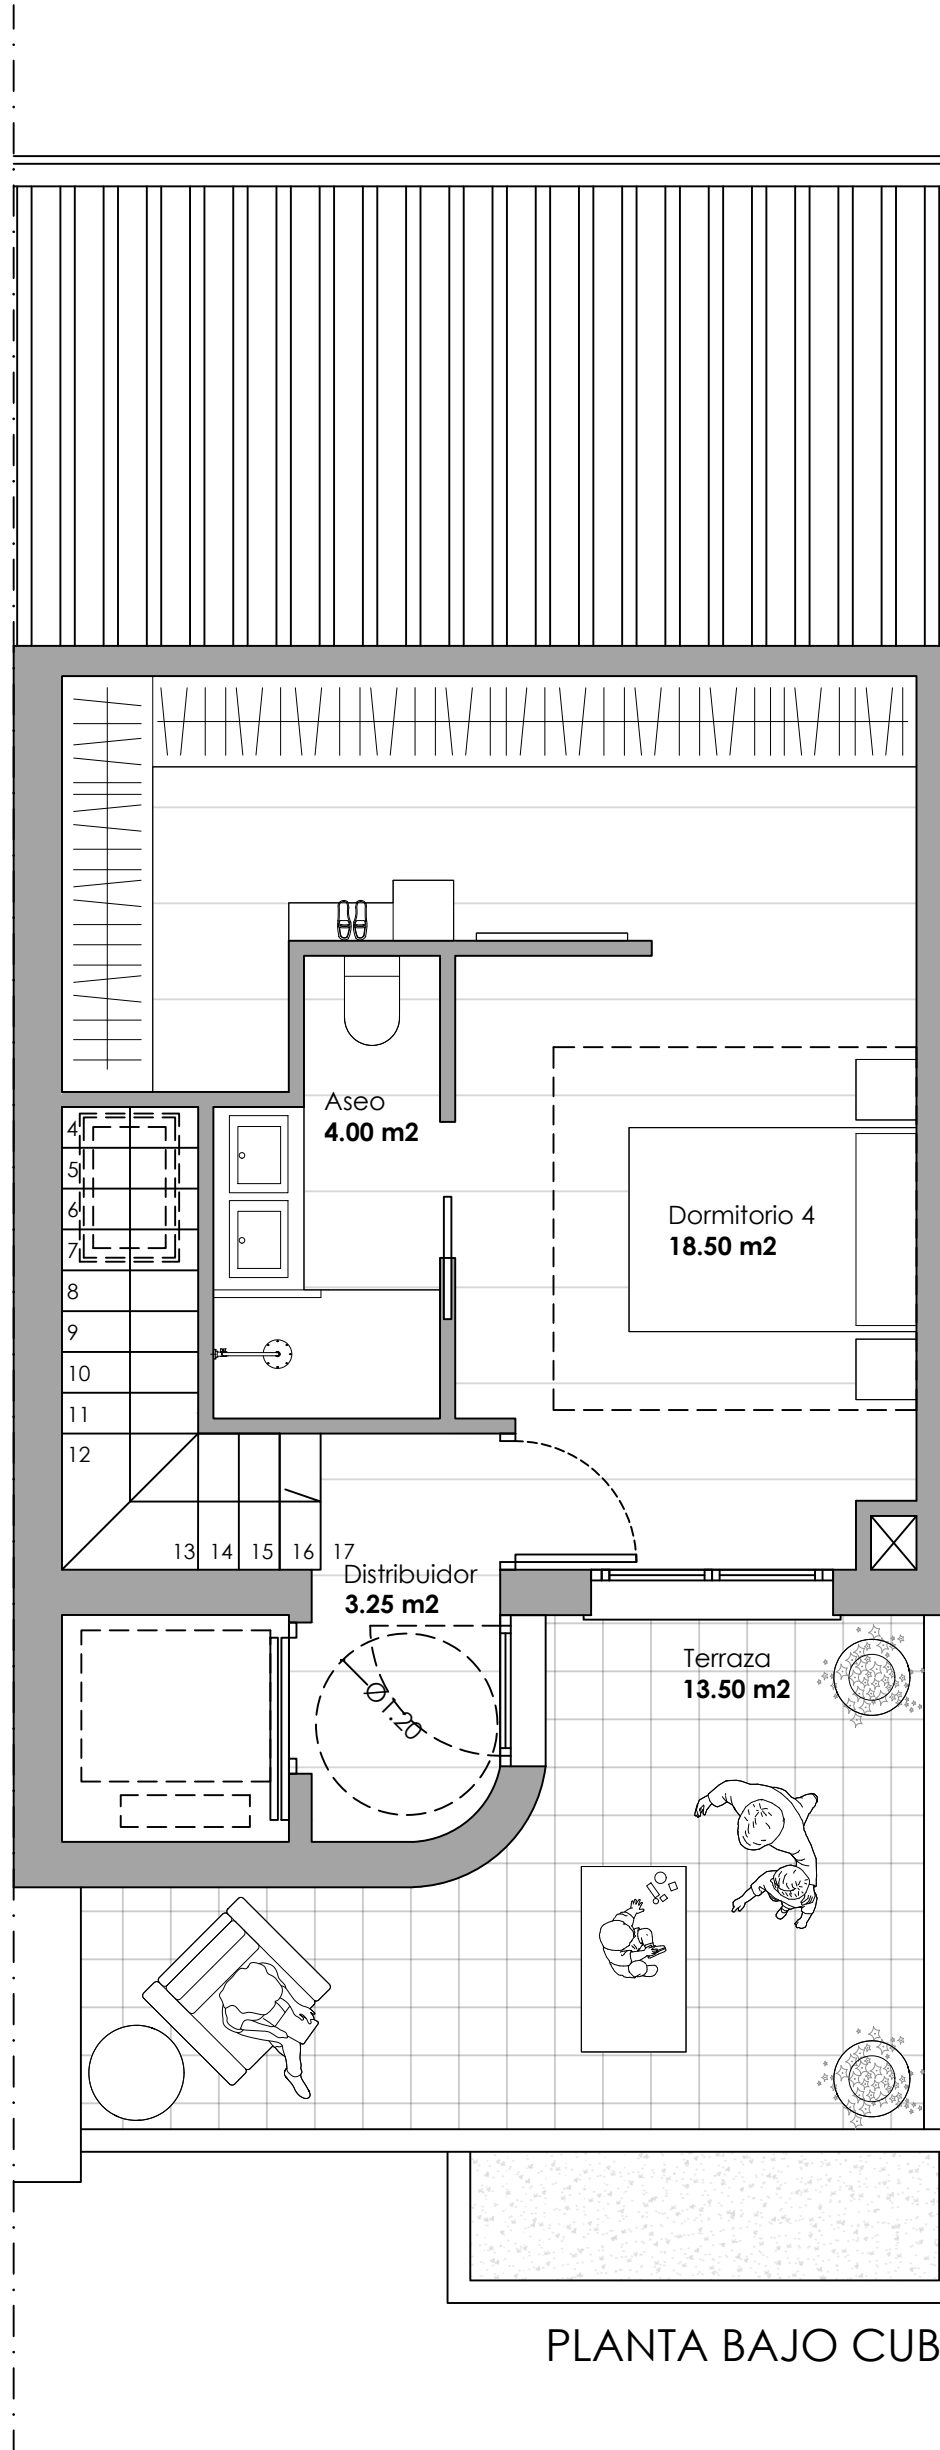 Aseo
4.00 m2
4
5
6
7
8
9
10
11
12
Dormitorio 4
18.50 m2
13 14 15 16 17
Distribuidor
3.25 m2
Terraza
13.50 m2
Ø1.20
PLANTA BAJO CUB